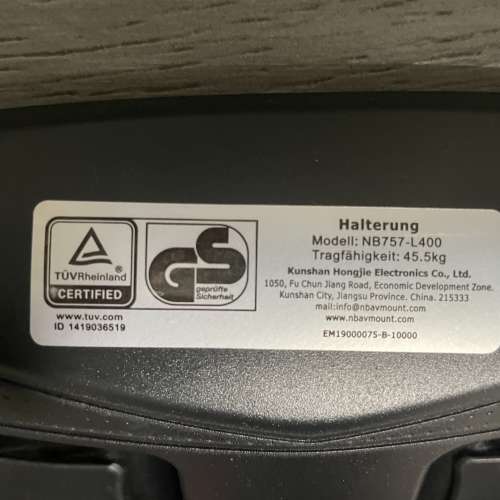 TÜVRheinland
CERTIFIED
www.tuv.com
ID 1419036519
GS
geprüfte
Sicherheit
Halterung
Modell: NB757-L400
Tragfähigkeit: 45.5kg
Kunshan Hongjie Electronics Co., Ltd.
1050, Fu Chun Jiang Road, Economic Development Zone.
Kunshan City, Jiangsu Province. China. 215333
mail:info@nbavmount.com
www.nbavmount.com
EM19000075-B-10000